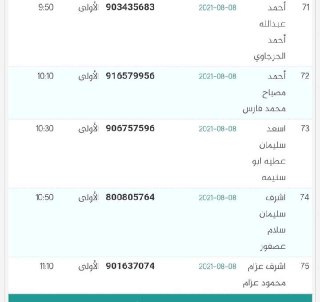 71 أحمد 2021-08-08 903435683 الأولى 9:50
عبدالله
أحمد
الحرجاوي
72 أحمد 2021-08-08 916579956 الأولى 10:10
مصباح
محمد فارس
73 اسعد 2021-08-08 906757596 الأولى 10:30
سليمان
عطيه ابو
سنيمه
74 اشرف 2021-08-08 800805764 الأولى 10:50
سليمان
سلام
عصفور
75 اشرف عزام 2021-08-08 901637074 الأولى 11:10
محمود عزام